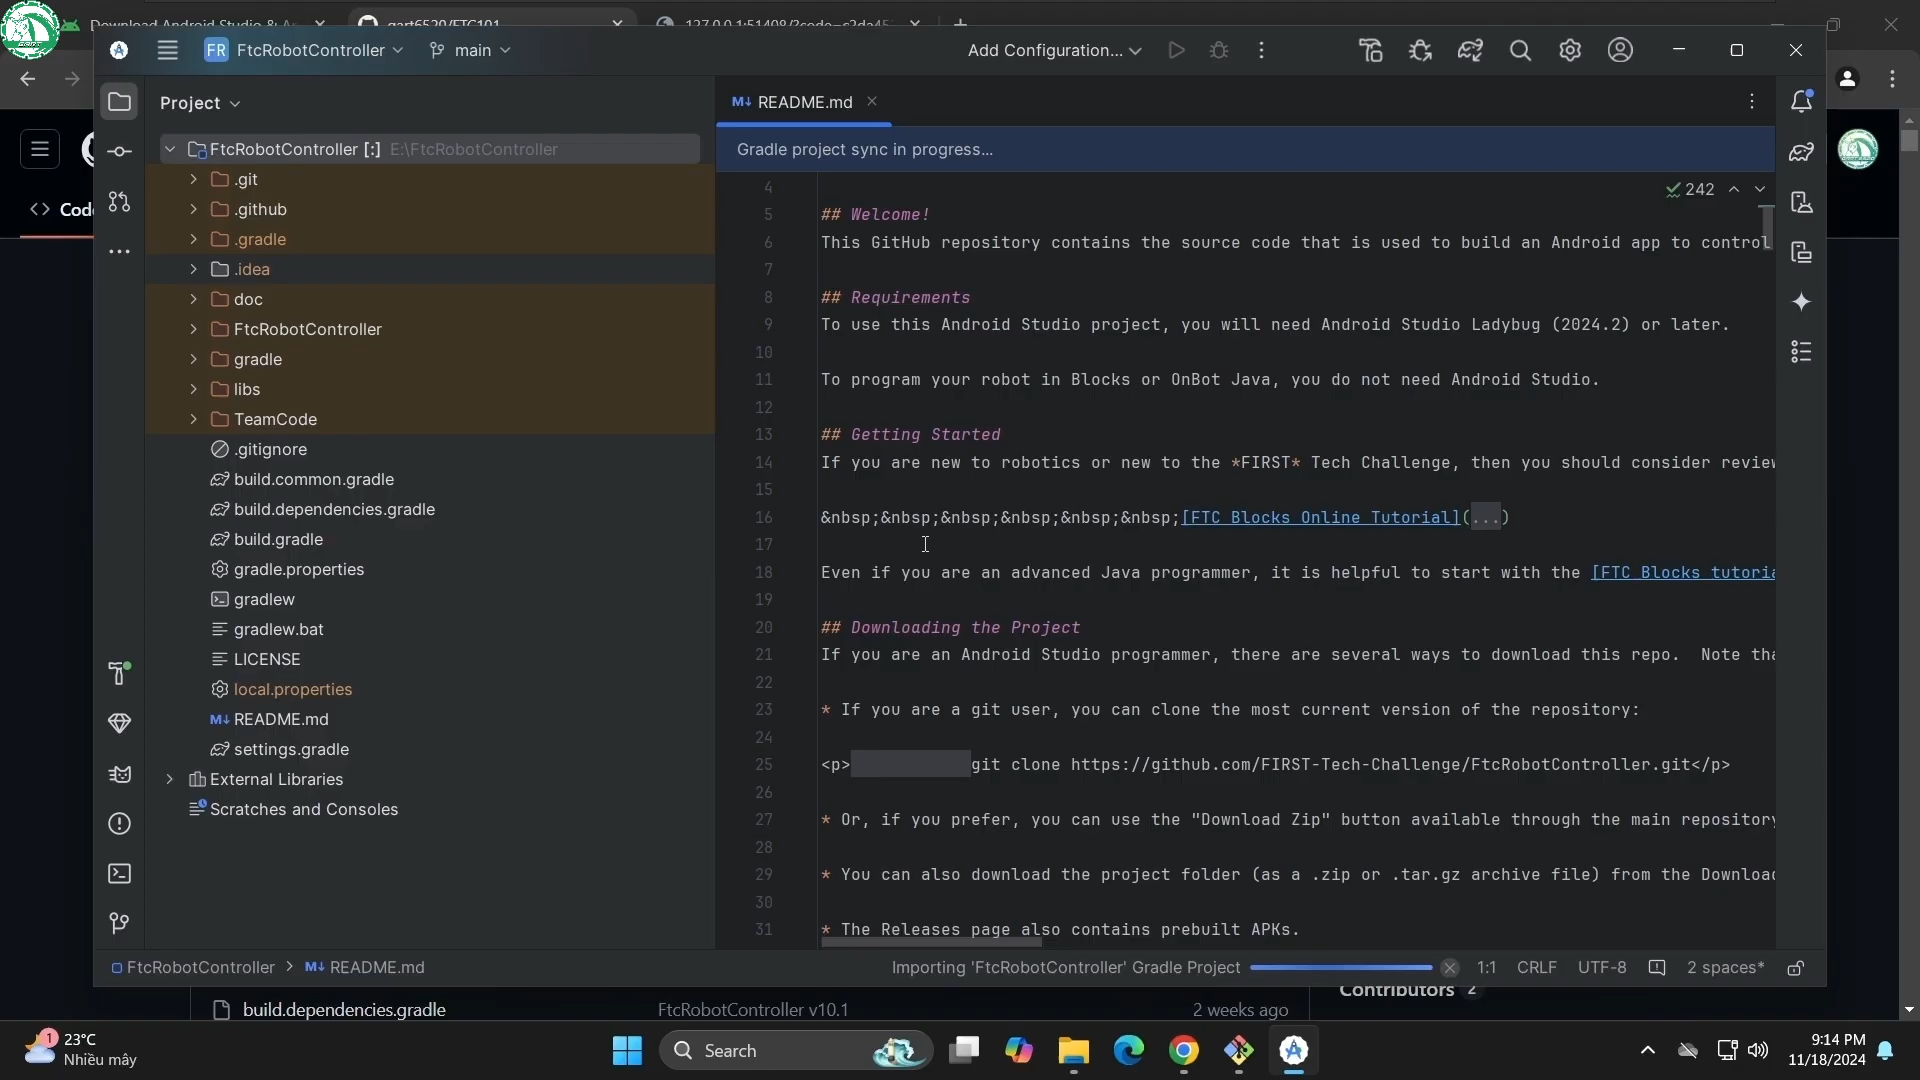 Download Android Studio & A
gart6520/FTC101
FR FtcRobotController
main
Add Configuration...
Project
README.md
FtcRobotController [:] E:\FtcRobotController
Gradle project sync in progress...
.git
.github
.gradle
.idea
doc
FtcRobotController
gradle
libs
TeamCode
.gitignore
build.common.gradle
build.dependencies.gradle
build.gradle
gradle.properties
gradlew
gradlew.bat
LICENSE
local.properties
README.md
settings.gradle
External Libraries
Scratches and Consoles
Cod
242
4
5 ## Welcome!
6 This GitHub repository contains the source code that is used to build an Android app to control
7
8 ## Requirements
9 To use this Android Studio project, you will need Android Studio Ladybug (2024.2) or later.
10
11 To program your robot in Blocks or OnBot Java, you do not need Android Studio.
12
13 ## Getting Started
14 If you are new to robotics or new to the *FIRST* Tech Challenge, then you should consider review
15
16 &nbsp;&nbsp;&nbsp;&nbsp;&nbsp;&nbsp;[FTC Blocks Online Tutorial](...)
17
18 Even if you are an advanced Java programmer, it is helpful to start with the [FTC Blocks tutoria
19
20 ## Downloading the Project
21 If you are an Android Studio programmer, there are several ways to download this repo.  Note tha
22
23 * If you are a git user, you can clone the most current version of the repository:
24
25 <p>            git clone https://github.com/FIRST-Tech-Challenge/FtcRobotController.git</p>
26
27 * Or, if you prefer, you can use the "Download Zip" button available through the main repository
28
29 * You can also download the project folder (as a .zip or .tar.gz archive file) from the Downloa
30
31 * The Releases page also contains prebuilt APKs.
FtcRobotController > README.md
Importing 'FtcRobotController' Gradle Project
1:1 CRLF UTF-8 2 spaces*
Contributors 2
build.dependencies.gradle FtcRobotController v10.1 2 weeks ago
1
23°C
Nhiều mây
Search
9:14 PM
11/18/2024